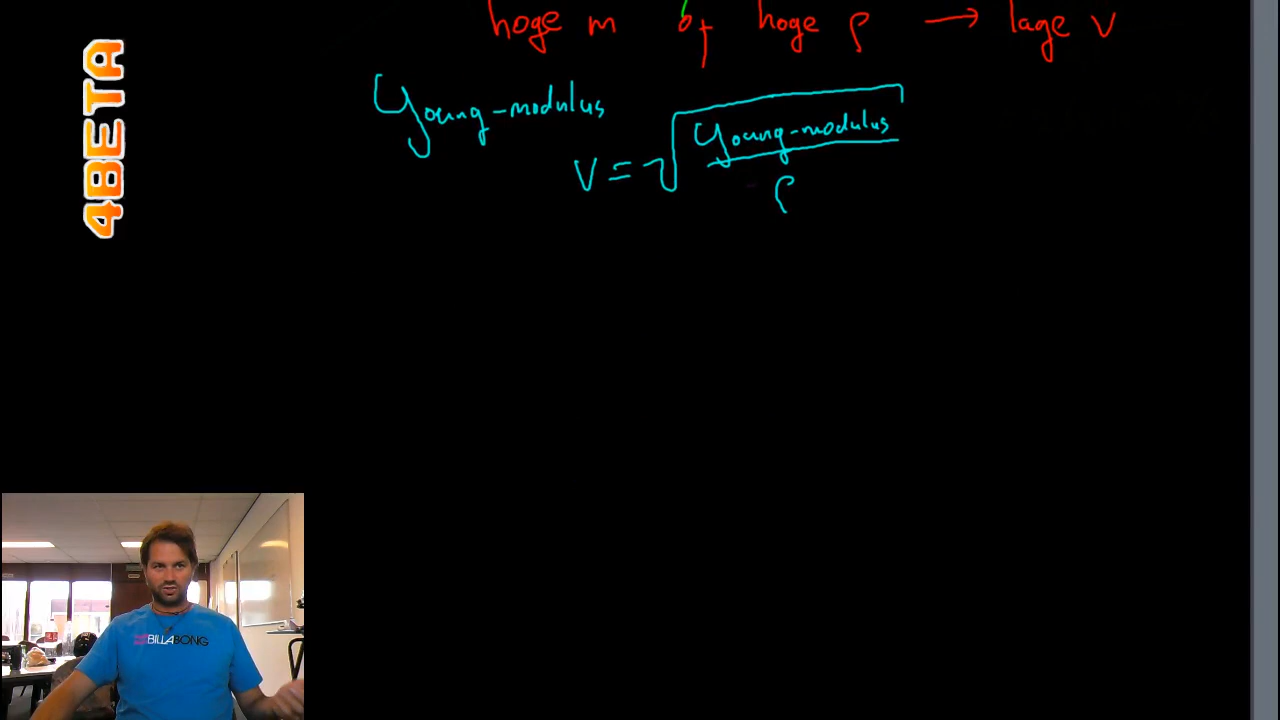 hoge m of hoge ρ → lage v
Young-modulus
v = √(Young-modulus / ρ)
4BETA
BILLABONG